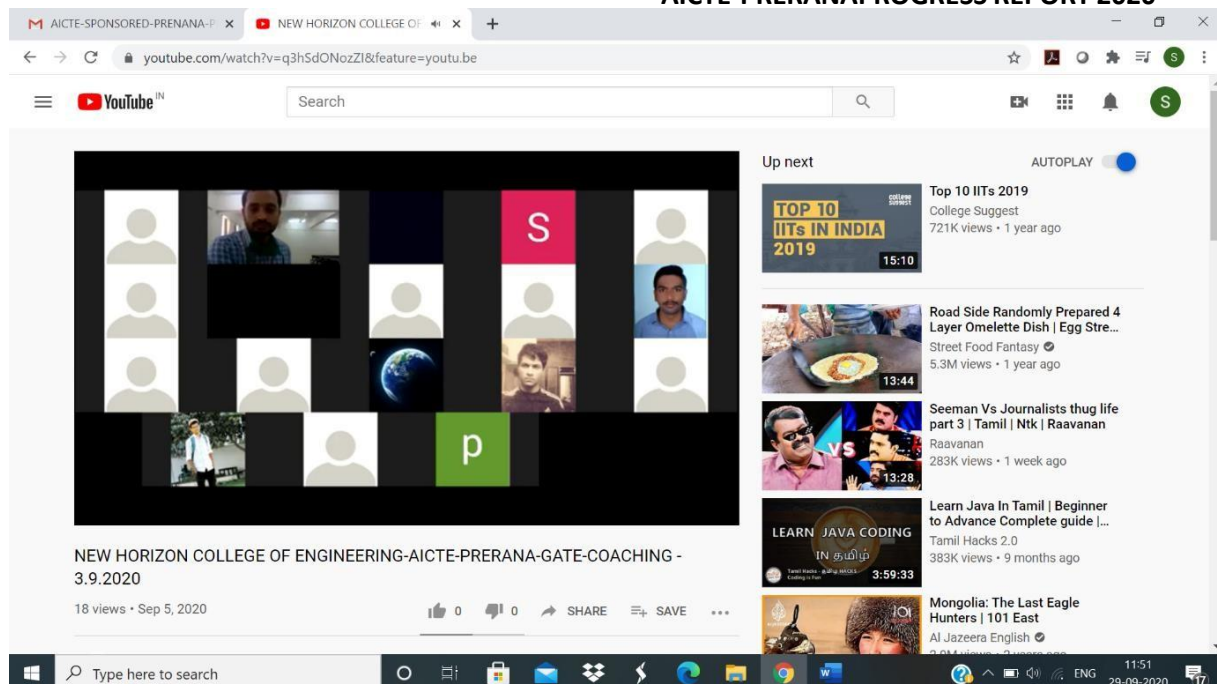 AICTE-PRERANAPROGRESS REPORT 2020
AICTE-SPONSORED-PRENANA-P
NEW HORIZON COLLEGE OF
youtube.com/watch?v=q3hSdONozZI&feature=youtu.be
S
YouTube IN
Search
S
S
p
NEW HORIZON COLLEGE OF ENGINEERING-AICTE-PRERANA-GATE-COACHING -
3.9.2020
18 views • Sep 5, 2020
0
0
SHARE
SAVE
Up next
AUTOPLAY
TOP 10
IITs IN INDIA
2019
college
suggest
15:10
Top 10 IITs 2019
College Suggest
721K views • 1 year ago
13:44
Road Side Randomly Prepared 4
Layer Omelette Dish | Egg Stre...
Street Food Fantasy
5.3M views • 1 year ago
VS
13:28
Seeman Vs Journalists thug life
part 3 | Tamil | Ntk | Raavanan
Raavanan
283K views • 1 week ago
LEARN JAVA CODING
IN தமிழ்
3:59:33
Learn Java In Tamil | Beginner
to Advance Complete guide |...
Tamil Hacks 2.0
383K views • 9 months ago
101
Mongolia: The Last Eagle
Hunters | 101 East
Al Jazeera English
Type here to search
ENG
11:51
29-09-2020
17